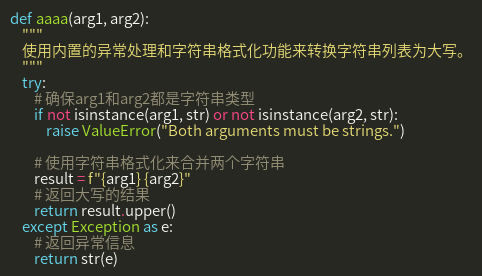 def aaaa(arg1, arg2):
    """
    使用内置的异常处理和字符串格式化功能来转换字符串列表为大写。
    """
    try:
        # 确保arg1和arg2都是字符串类型
        if not isinstance(arg1, str) or not isinstance(arg2, str):
            raise ValueError("Both arguments must be strings.")

        # 使用字符串格式化来合并两个字符串
        result = f"{arg1} {arg2}"
        # 返回大写的结果
        return result.upper()
    except Exception as e:
        # 返回异常信息
        return str(e)